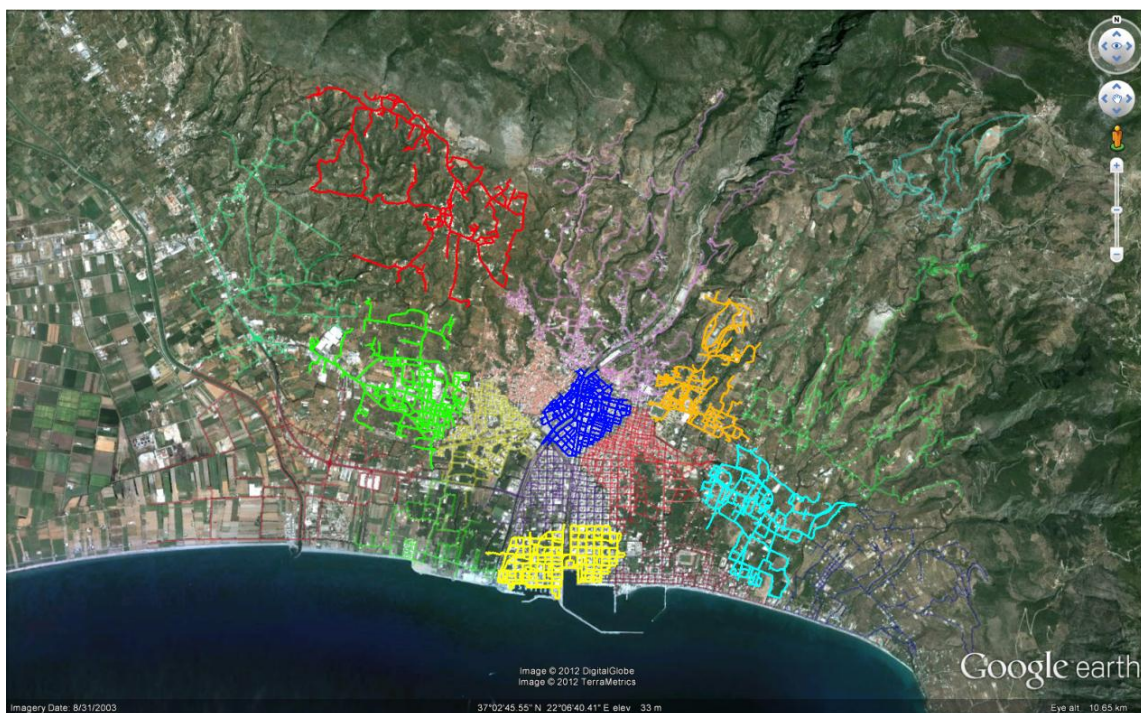 N
Image © 2012 DigitalGlobe
Image © 2012 TerraMetrics
Google earth
Imagery Date: 8/31/2003
37°02'45.55" N 22°06'40.41" E elev 33 m
Eye alt 10.65 km